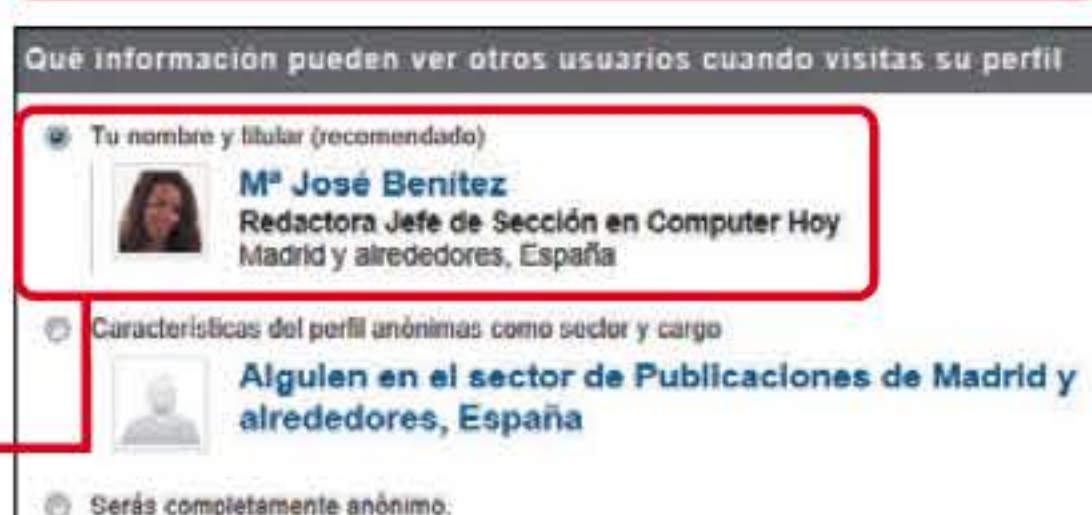 Qué información pueden ver otros usuarios cuando visitas su perfil
Tu nombre y titular (recomendado)
Mª José Benítez
Redactora Jefe de Sección en Computer Hoy
Madrid y alrededores, España
Características del perfil anónimas como sector y cargo
Alguien en el sector de Publicaciones de Madrid y
alrededores, España
Serás completamente anónimo.